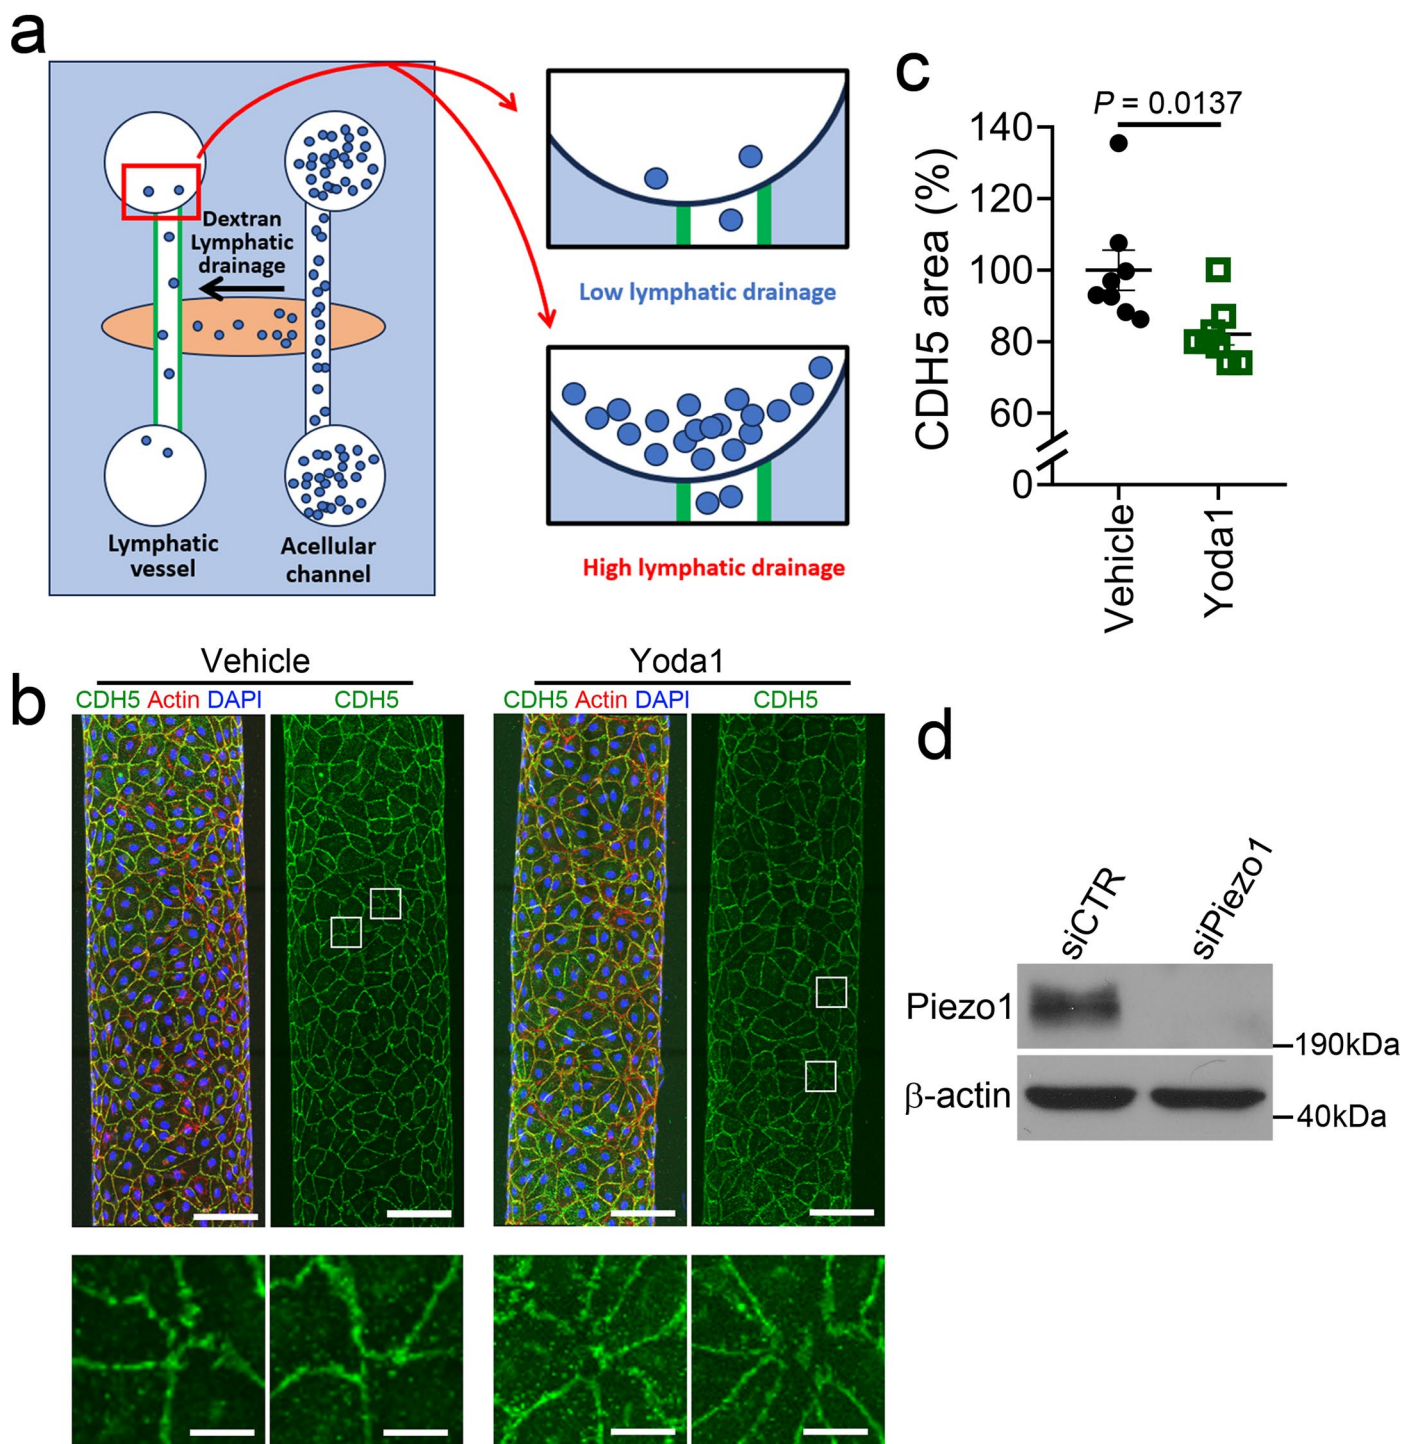 a
Dextran
Lymphatic
drainage
Lymphatic
vessel
Acellular
channel
Low lymphatic drainage
High lymphatic drainage
c
P = 0.0137
CDH5 area (%)
140
120
100
80
60
0
Vehicle
Yoda1
b
Vehicle
CDH5 Actin DAPI
CDH5
Yoda1
CDH5 Actin DAPI
CDH5
d
siCTR
siPiezo1
Piezo1
190kDa
β-actin
40kDa